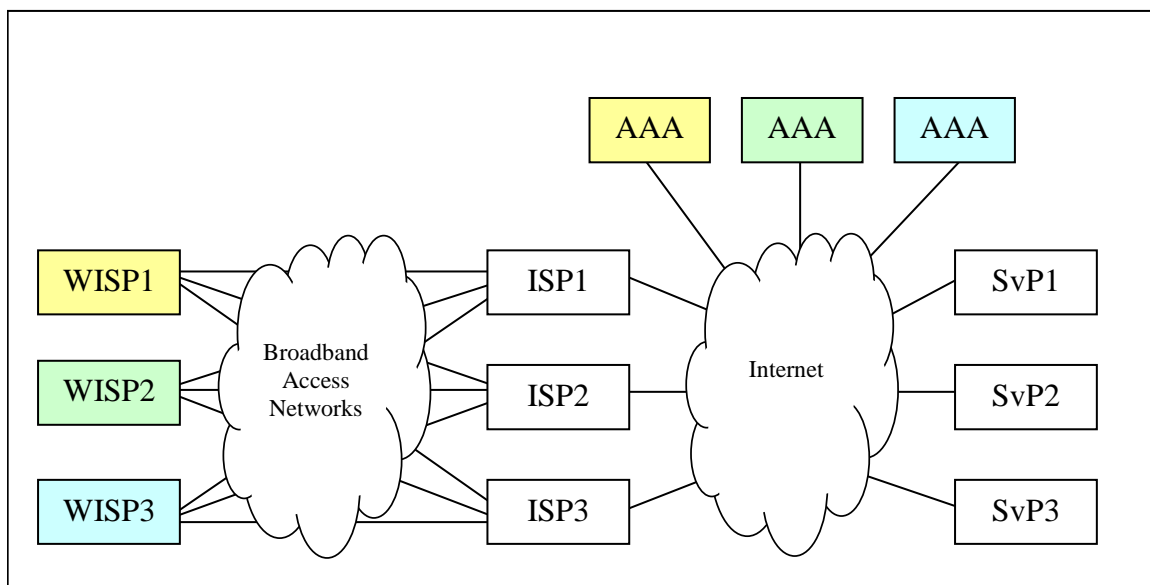 AAA
AAA
AAA
WISP1
ISP1
SvP1
Broadband
Access
Networks
Internet
WISP2
ISP2
SvP2
WISP3
ISP3
SvP3